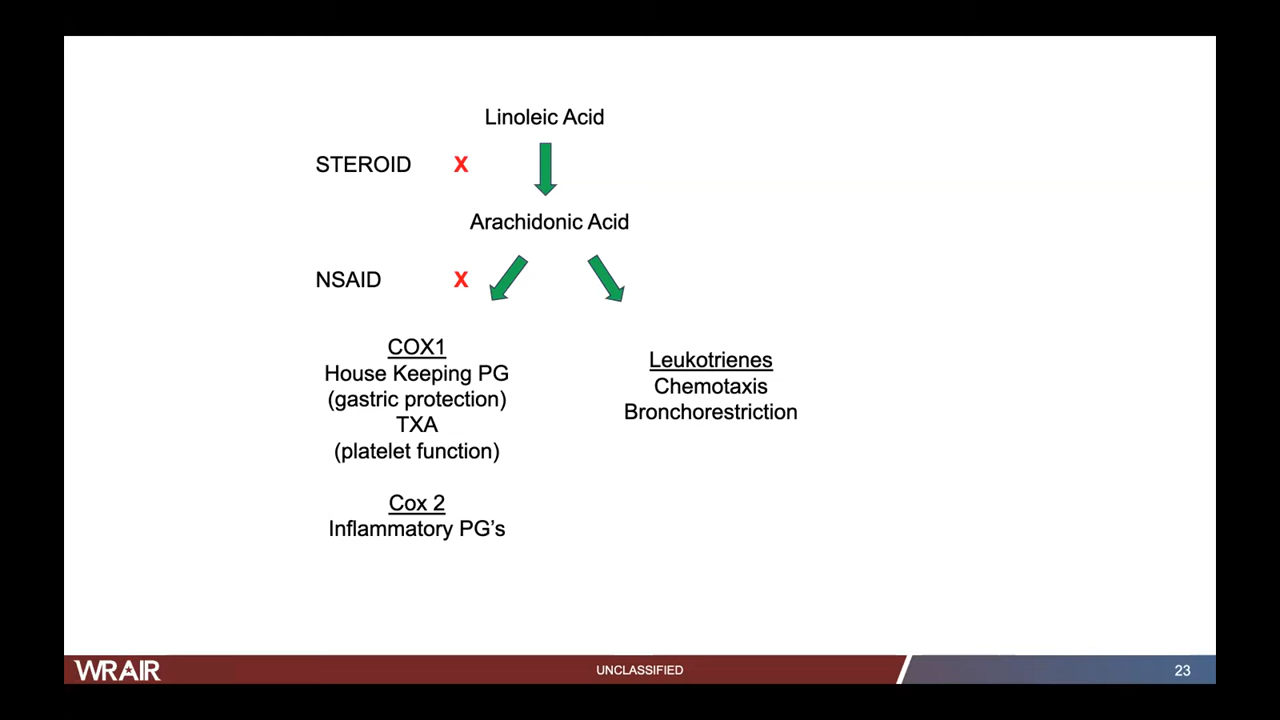 Linoleic Acid
STEROID X
Arachidonic Acid
NSAID X
COX1
House Keeping PG
(gastric protection)
TXA
(platelet function)
Cox 2
Inflammatory PG’s
Leukotrienes
Chemotaxis
Bronchorestriction
WRAIR
UNCLASSIFIED
23